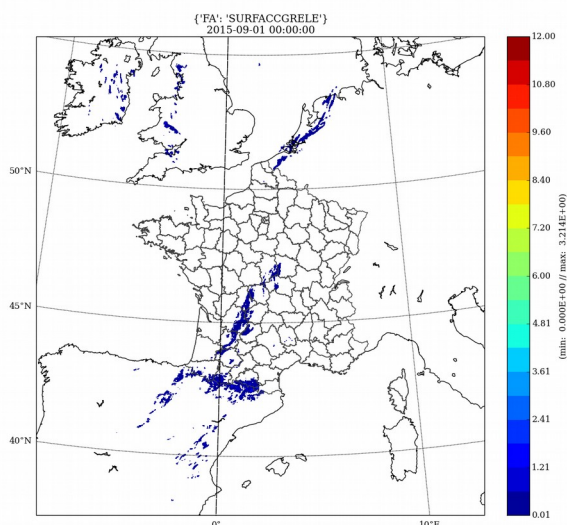 {'FA': 'SURFACCGRELE'}
2015-09-01 00:00:00
50°N
45°N
40°N
0°
10°E
12.00
10.80
9.60
8.40
7.20
6.00
4.81
3.61
2.41
1.21
0.01
(min: 0.000E+00 // max: 3.214E+00)